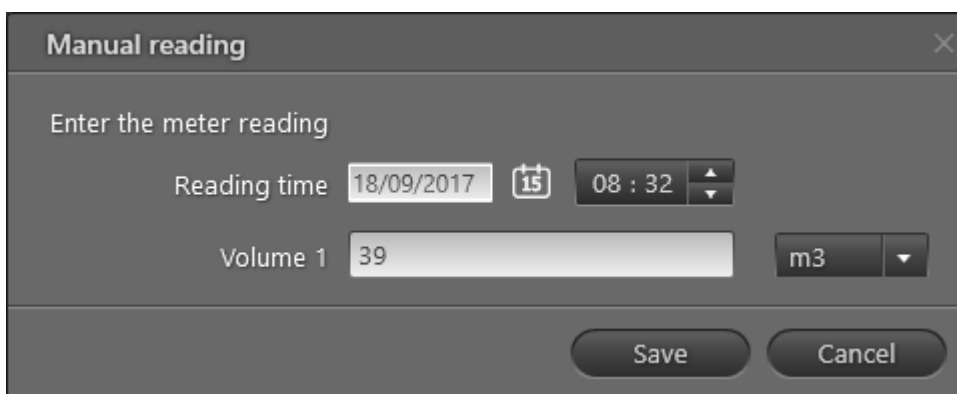 Manual reading
Enter the meter reading
Reading time 18/09/2017 15 08 : 32
Volume 1 39 m3
Save Cancel